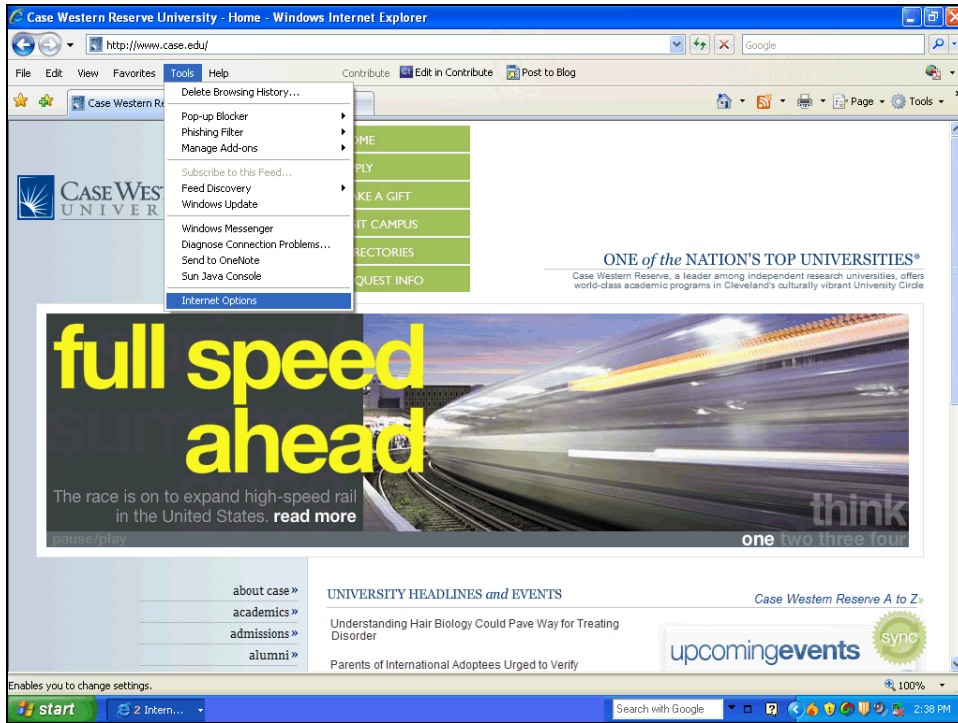 Case Western Reserve University - Home - Windows Internet Explorer
http://www.case.edu/
Google
File Edit View Favorites Tools Help
Contribute Edit in Contribute Post to Blog
Case Western Re
Page Tools
Delete Browsing History...
Pop-up Blocker
Phishing Filter
Manage Add-ons
Subscribe to this Feed...
Feed Discovery
Windows Update
Windows Messenger
Diagnose Connection Problems...
Send to OneNote
Sun Java Console
Internet Options
OME
PLY
KE A GIFT
IT CAMPUS
RECTORIES
QUEST INFO
CASE WES
UNIVER
ONE of the NATION'S TOP UNIVERSITIES*
Case Western Reserve, a leader among independent research universities, offers
world-class academic programs in Cleveland's culturally vibrant University Circle
full speed
ahead
The race is on to expand high-speed rail
in the United States. read more
pause/play
think
one two three four
about case»
academics»
admissions»
alumni»
UNIVERSITY HEADLINES and EVENTS
Understanding Hair Biology Could Pave Way for Treating
Disorder
Parents of International Adoptees Urged to Verify
Case Western Reserve A to Z»
upcomingevents
sync
Enables you to change settings.
100%
start
2 Intern...
Search with Google
2:38 PM